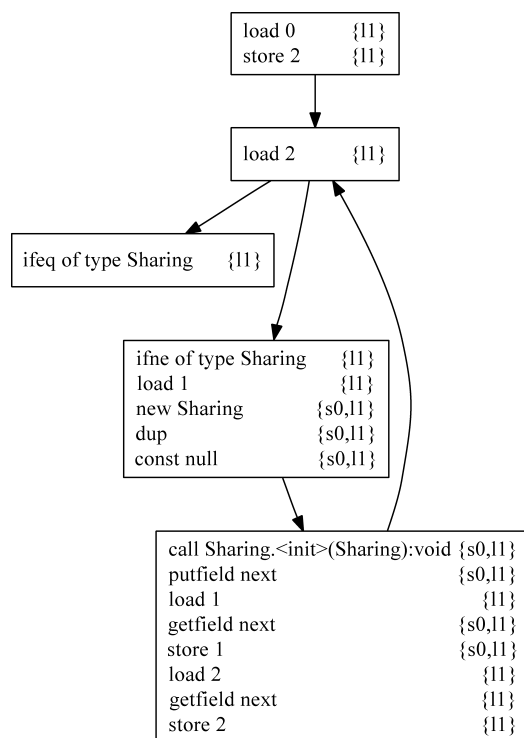 load 0 {l1}
store 2 {l1}
load 2 {l1}
ifeq of type Sharing {l1}
ifne of type Sharing {l1}
load 1 {l1}
new Sharing {s0,l1}
dup {s0,l1}
const null {s0,l1}
call Sharing.<init>(Sharing):void {s0,l1}
putfield next {s0,l1}
load 1 {l1}
getfield next {s0,l1}
store 1 {s0,l1}
load 2 {l1}
getfield next {l1}
store 2 {l1}